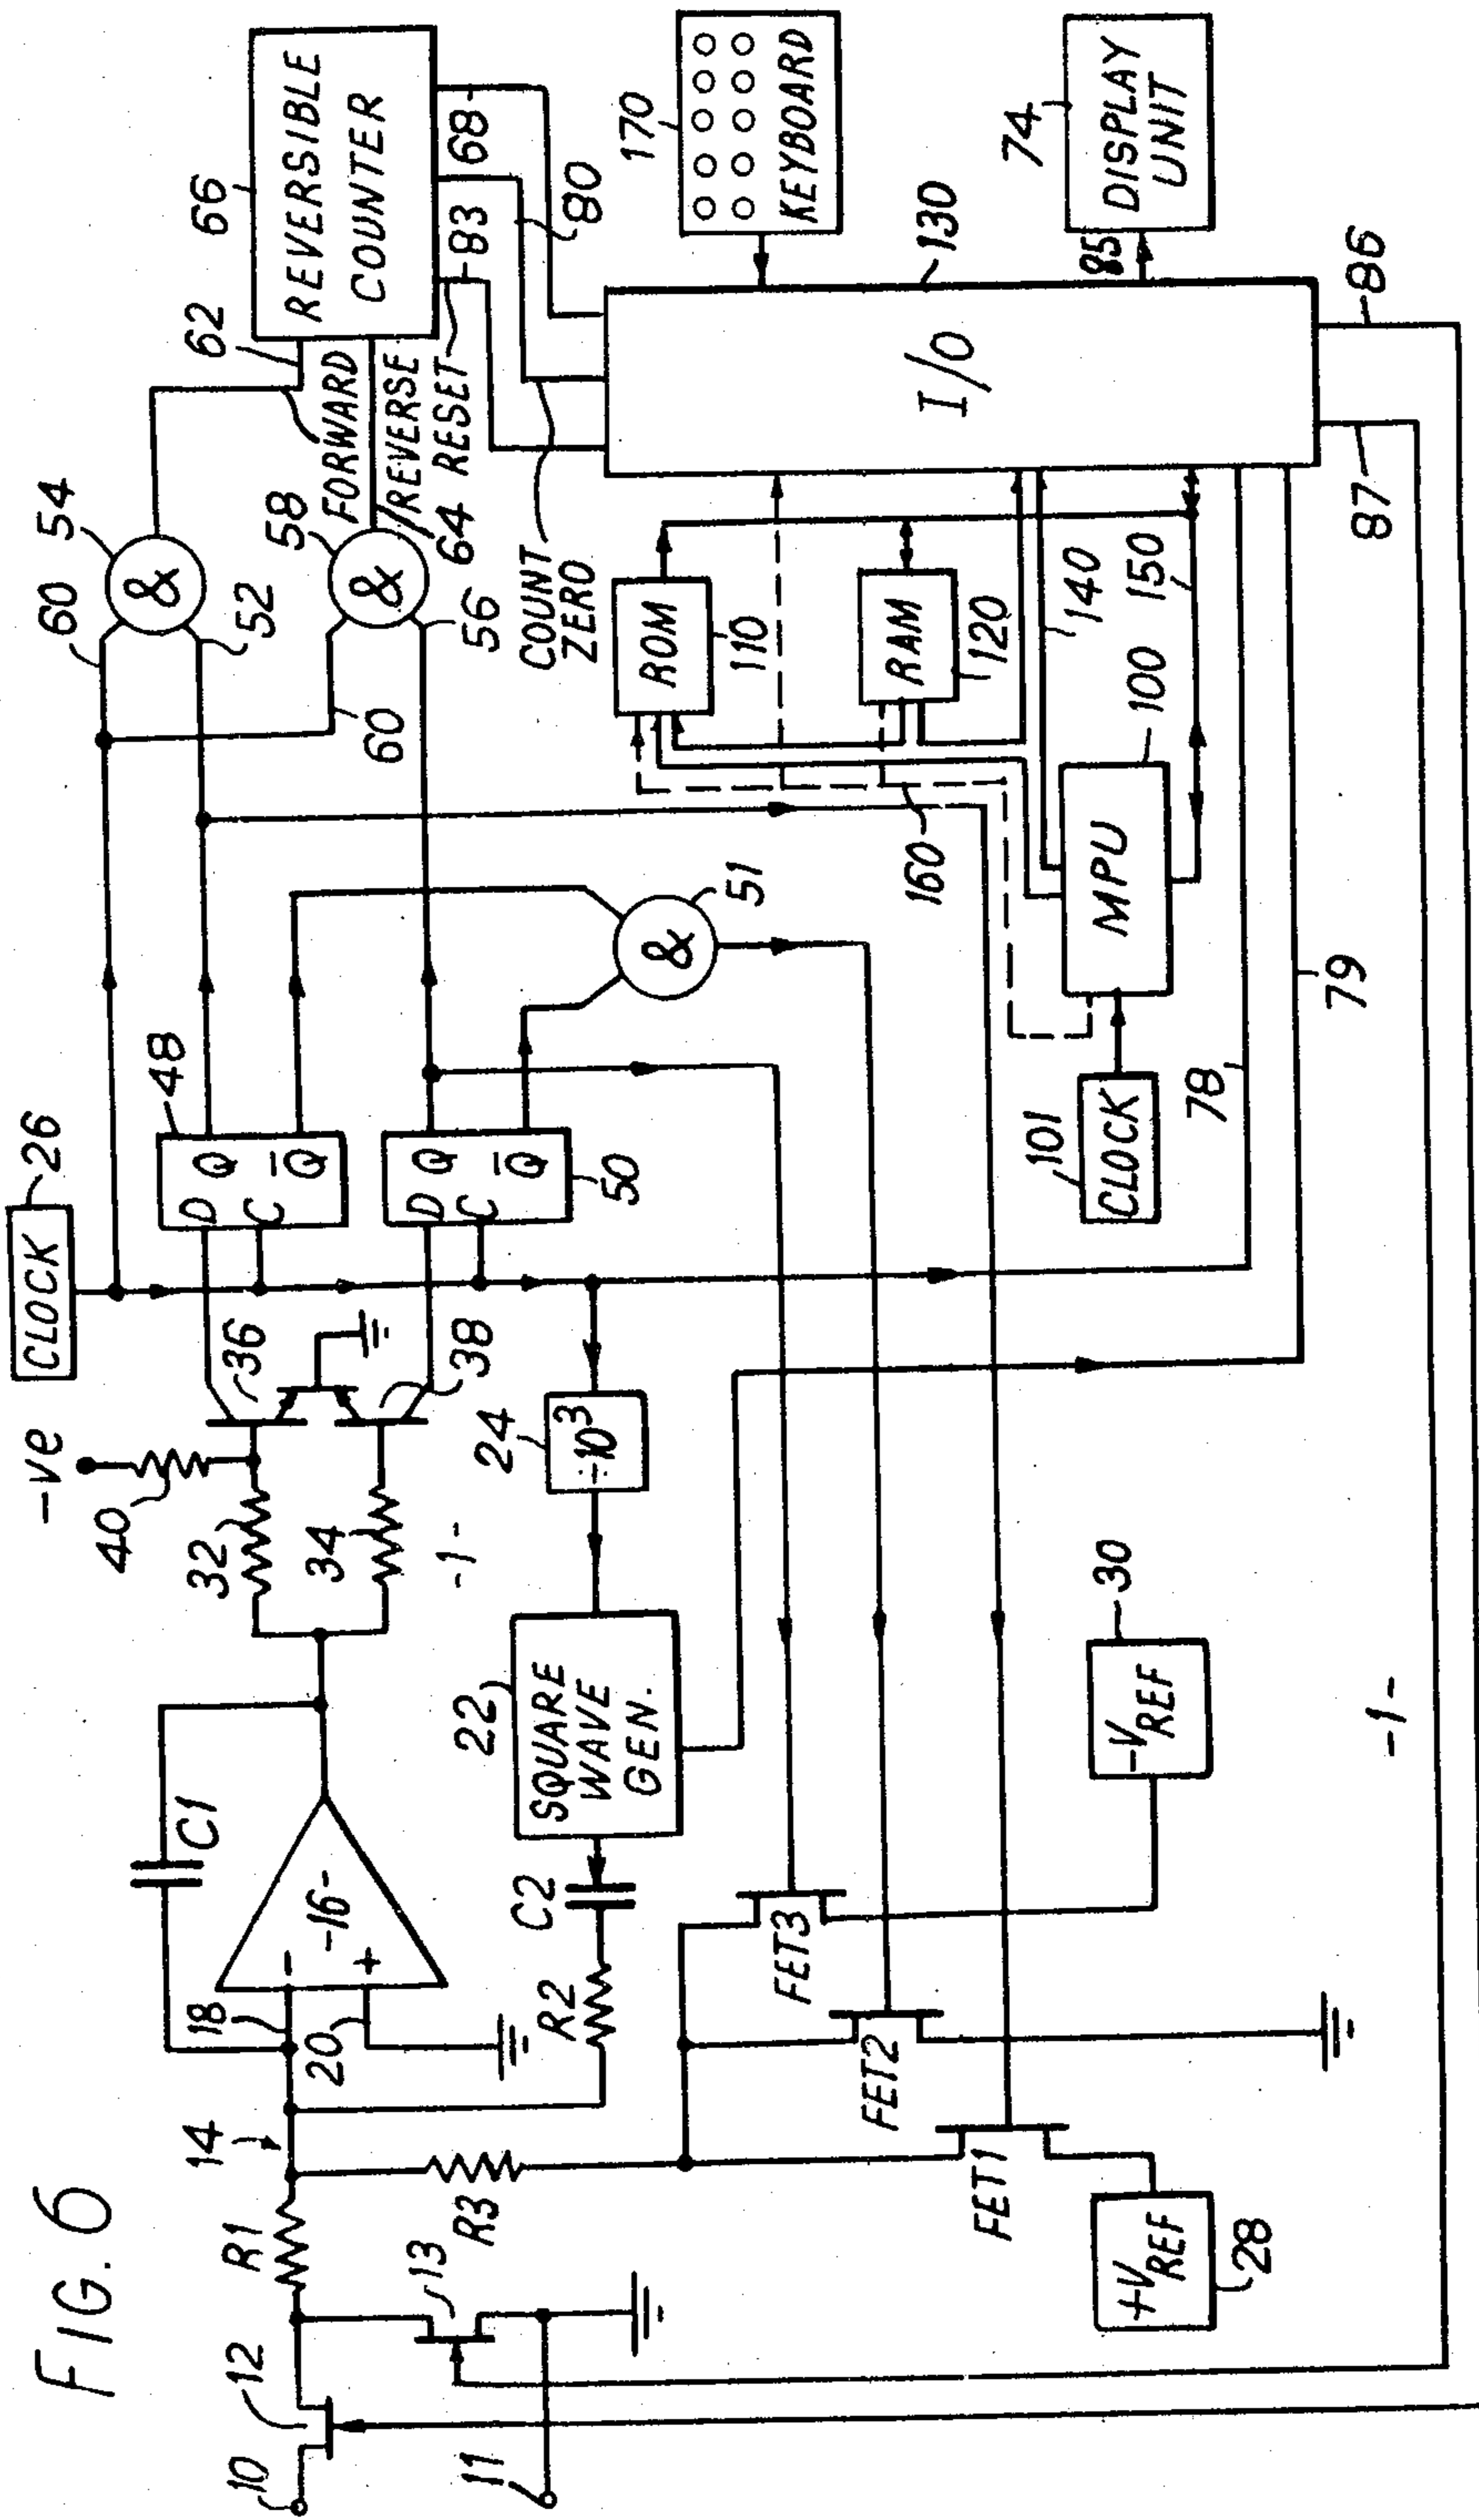 FIG. 6
CLOCK
26
-ve
40
32
34
-1-
36
38
48
D Q
C Q̅
50
D Q
C Q̅
60
54
&
52
58
&
60
56
62
66
FORWARD
REVERSE
64
RESET
REVERSIBLE
COUNTER
83
68
80
COUNT
ZERO
51
&
C1
-16-
-
+
18
20
14
R1
12
10
11
13
R3
R2
C2
22
SQUARE
WAVE
GEN.
24
÷10³
170
KEYBOARD
ROM
110
RAM
120
140
150
160
I/O
130
74
DISPLAY
UNIT
85
86
87
MPU
100
101
CLOCK
78
79
FET3
FET2
FET1
+VREF
28
-VREF
30
-1-